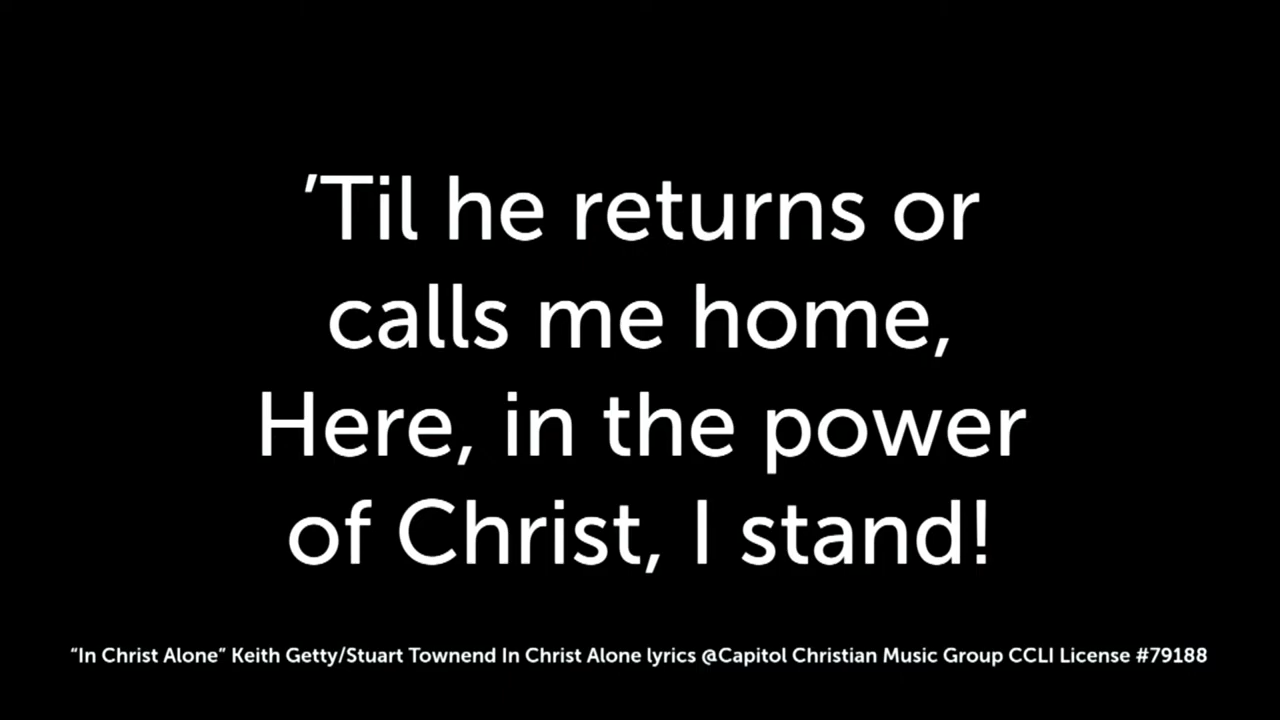 ’Til he returns or
calls me home,
Here, in the power
of Christ, I stand!
“In Christ Alone” Keith Getty/Stuart Townend In Christ Alone lyrics @Capitol Christian Music Group CCLI License #79188